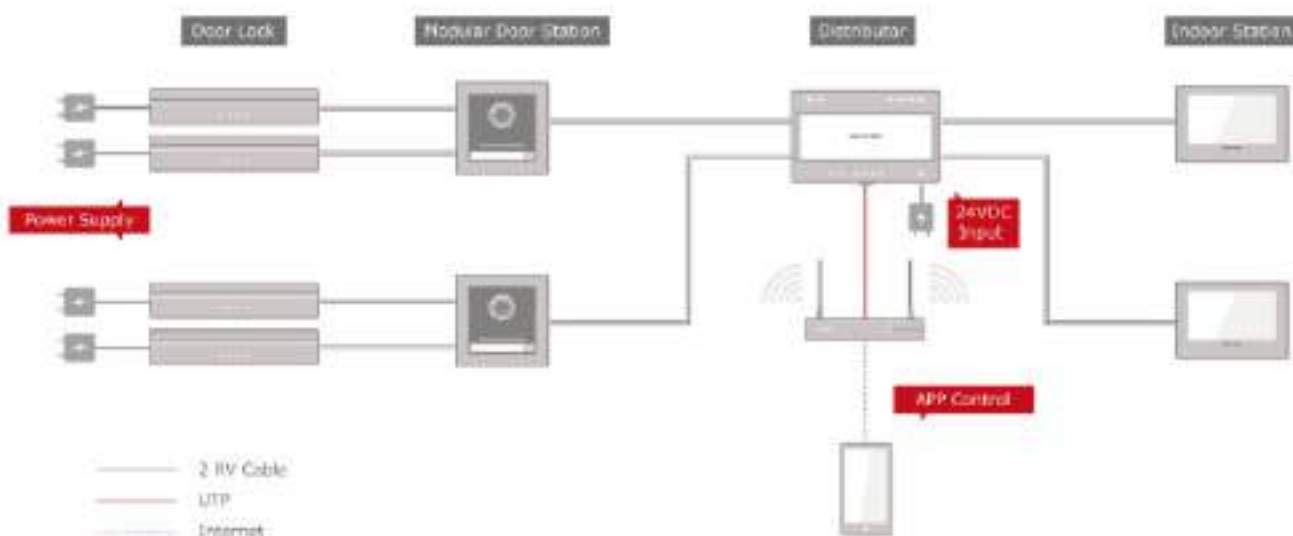 Door Lock
Modular Door Station
Distributor
Indoor Station
Power Supply
24VDC
Input
APP Control
2 RV Cable
UTP
Internet